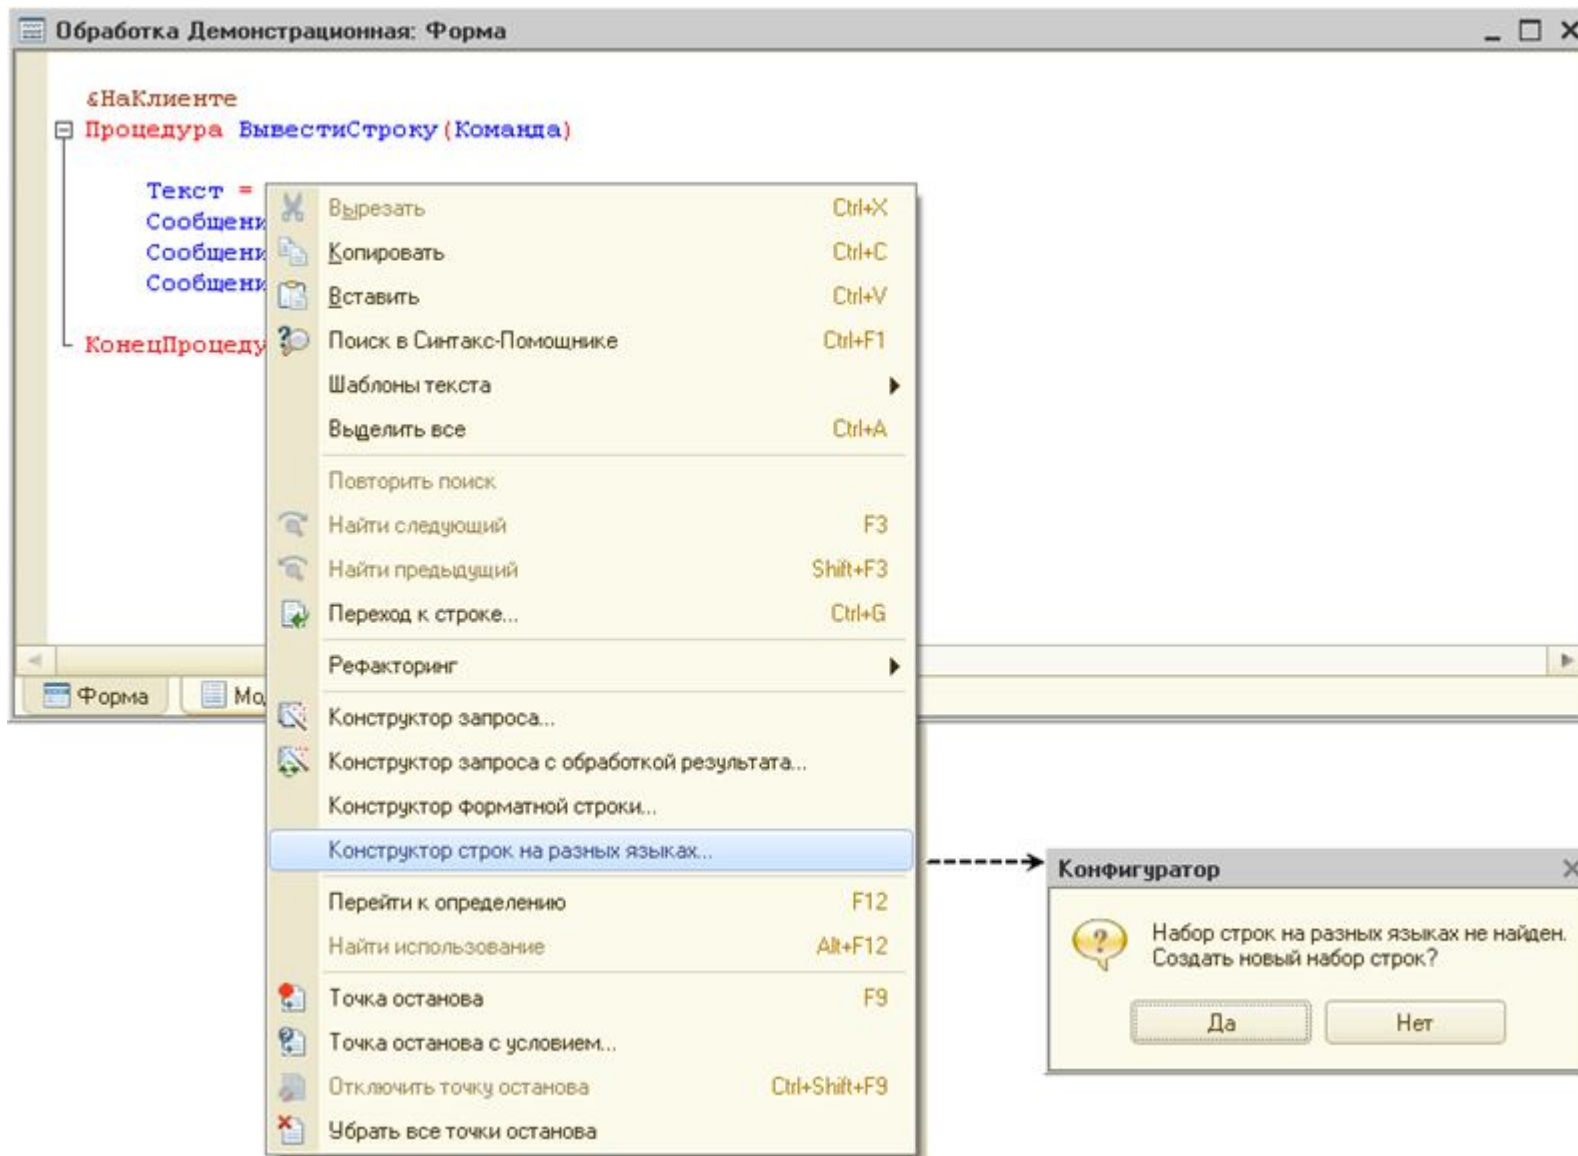 Обработка Демонстрационная: Форма
&НаКлиенте
Процедура ВывестиСтроку(Команда)
Текст =
Сообщени
Сообщени
Сообщени
КонецПроцеду
Вырезать Ctrl+X
Копировать Ctrl+C
Вставить Ctrl+V
Поиск в Синтакс-Помощнике Ctrl+F1
Шаблоны текста
Выделить все Ctrl+A
Повторить поиск
Найти следующий F3
Найти предыдущий Shift+F3
Переход к строке... Ctrl+G
Рефакторинг
Форма Мо
Конструктор запроса...
Конструктор запроса с обработкой результата...
Конструктор форматной строки...
Конструктор строк на разных языках...
Перейти к определению F12
Найти использование Alt+F12
Точка останова F9
Точка останова с условием...
Отключить точку останова Ctrl+Shift+F9
Убрать все точки останова
Конфигуратор
Набор строк на разных языках не найден.
Создать новый набор строк?
Да Нет